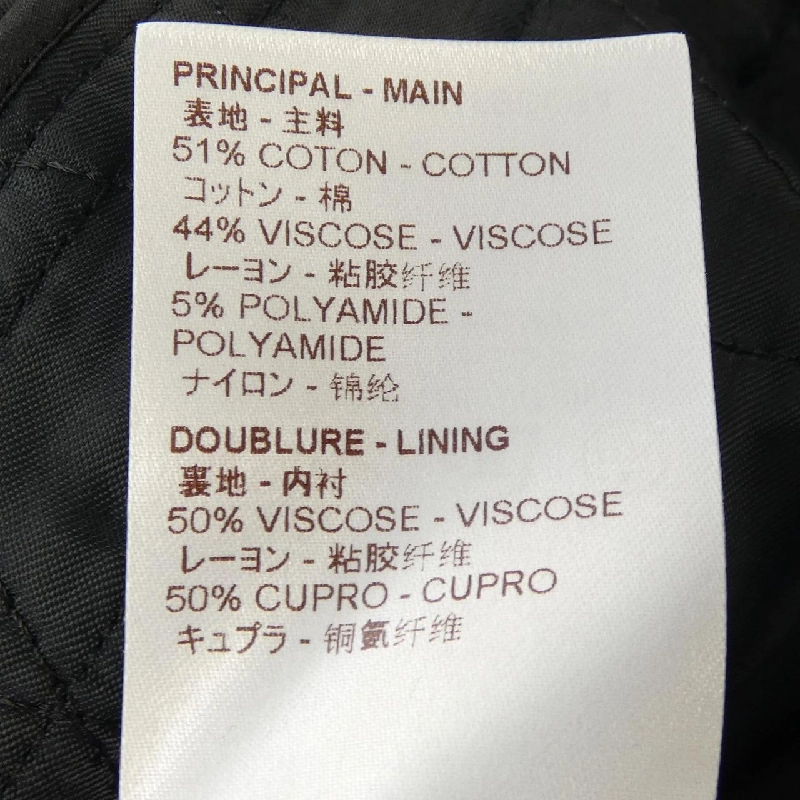 PRINCIPAL - MAIN
表地 - 主料
51% COTON - COTTON
コットン - 棉
44% VISCOSE - VISCOSE
レーヨン - 粘胶纤维
5% POLYAMIDE -
POLYAMIDE
ナイロン - 锦纶
DOUBLURE - LINING
裏地 - 内衬
50% VISCOSE - VISCOSE
レーヨン - 粘胶纤维
50% CUPRO - CUPRO
キュプラ - 铜氨纤维